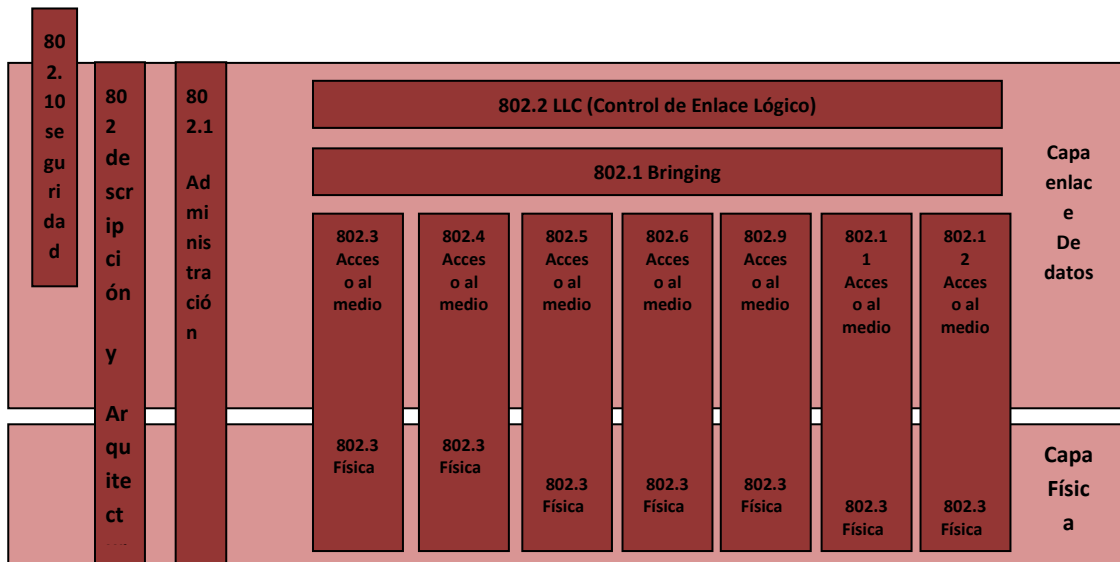 80
2.
10
se
gu
ri
da
d
80
2
de
scr
ip
ci
ón
y
Ar
qu
ite
ct
80
2.1
Ad
mi
nis
tra
ció
n
802.2 LLC (Control de Enlace Lógico)
802.1 Bringing
802.3
Acces
o al
medio
802.3
Física
802.4
Acces
o al
medio
802.3
Física
802.5
Acces
o al
medio
802.3
Física
802.6
Acces
o al
medio
802.3
Física
802.9
Acces
o al
medio
802.3
Física
802.1
1
Acces
o al
medio
802.3
Física
802.1
2
Acces
o al
medio
802.3
Física
Capa
enlac
e
De
datos
Capa
Físic
a